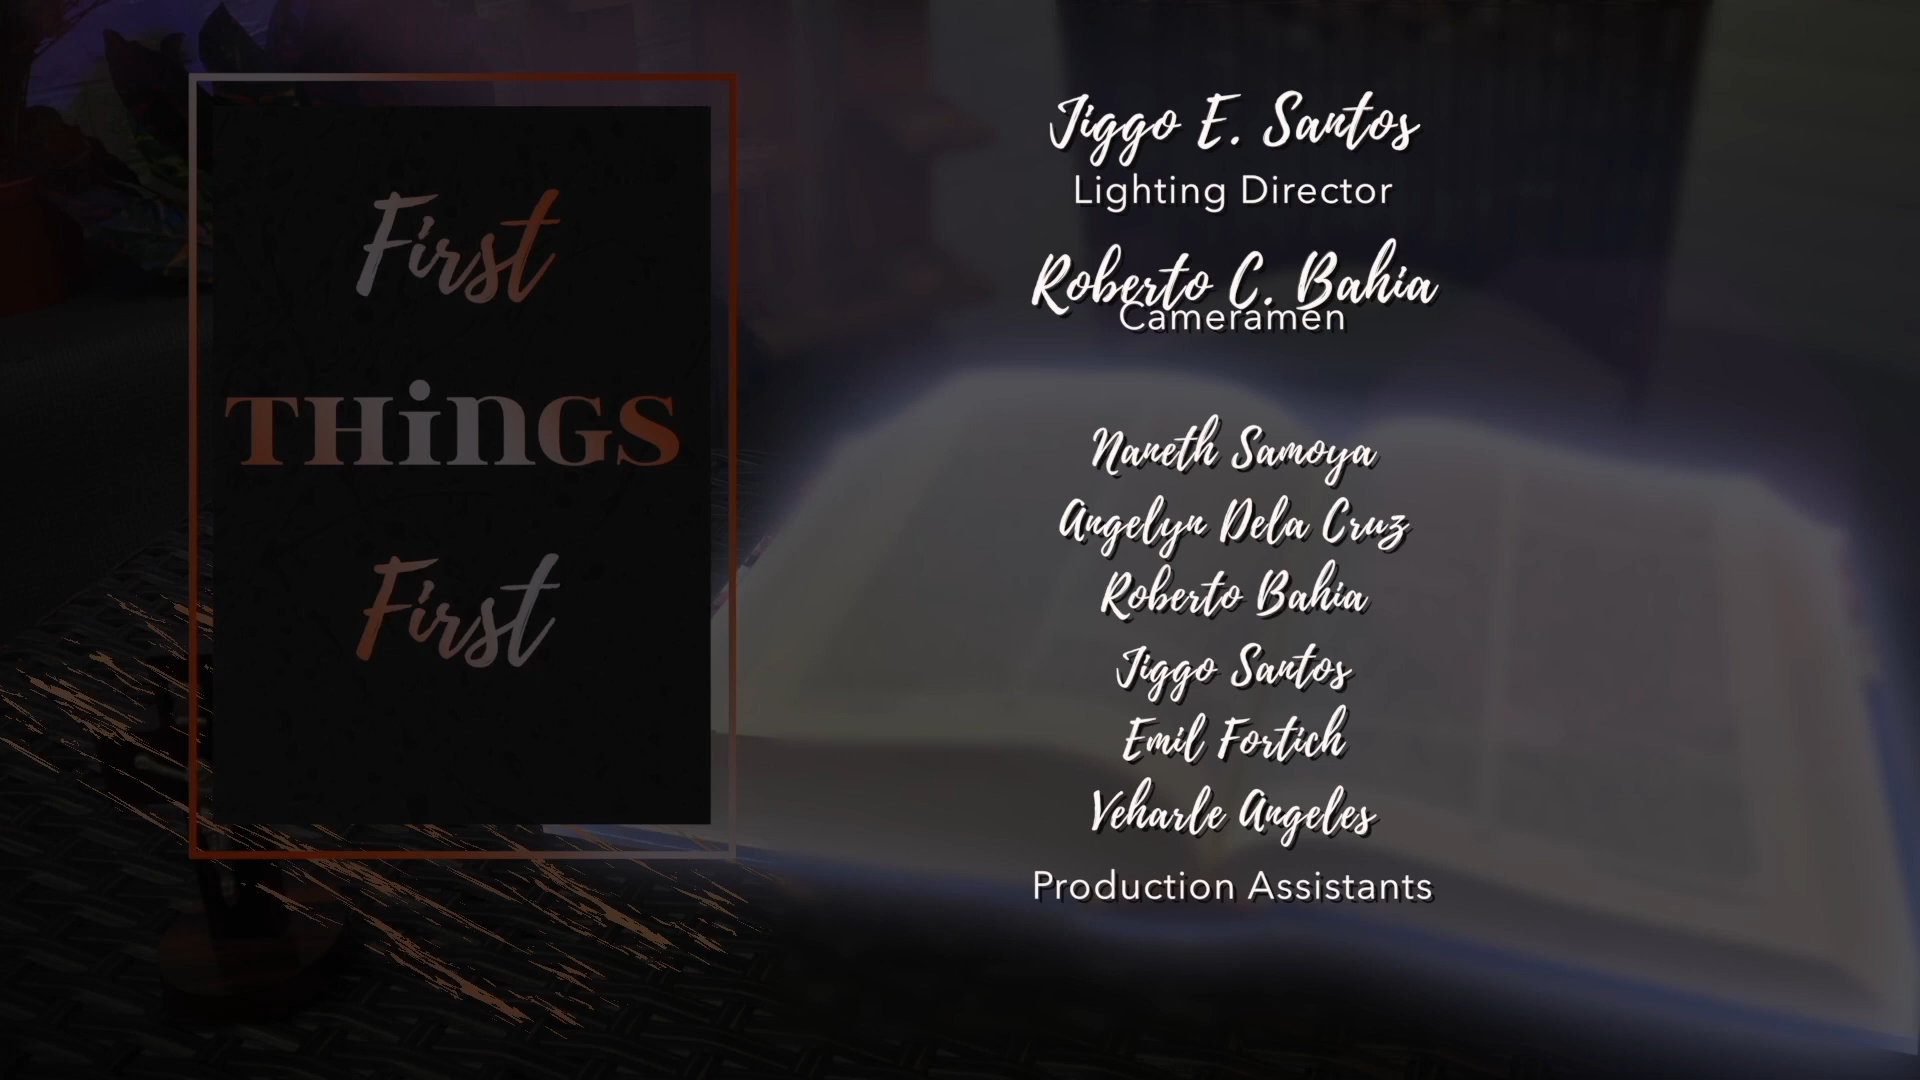 First
THiNGS
First
Jiggo E. Santos
Lighting Director
Roberto C. Bahia
Cameramen
Naneth Samoya
Angelyn Dela Cruz
Roberto Bahia
Jiggo Santos
Emil Fortich
Veharle Angeles
Production Assistants